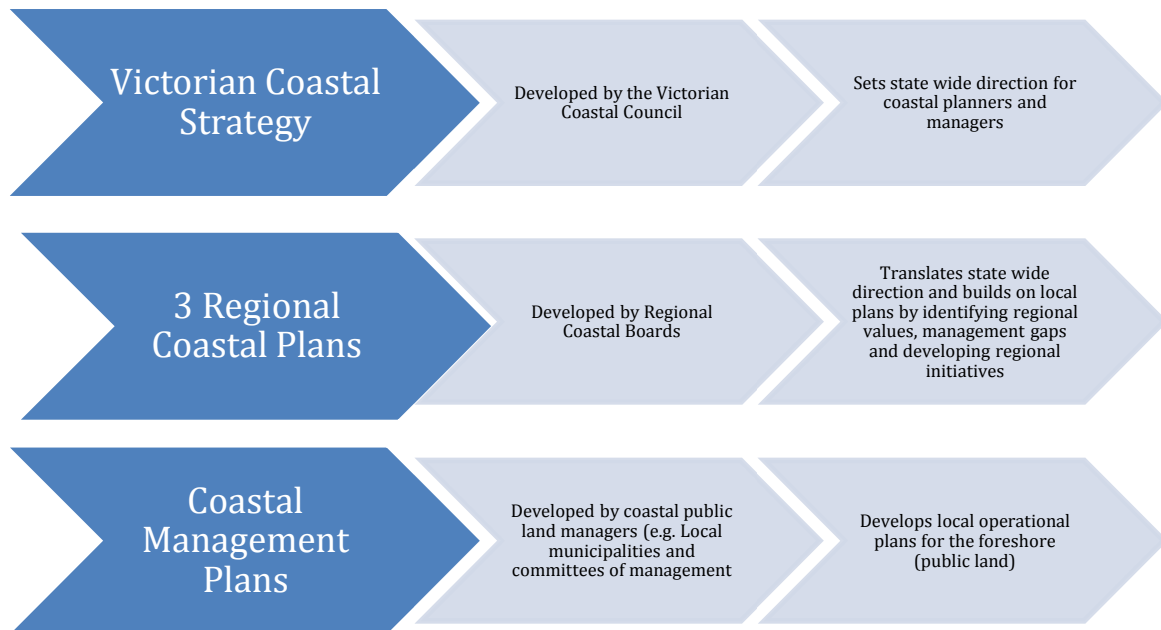 Victorian Coastal
Strategy
Developed by the Victorian
Coastal Council
Sets state wide direction for
coastal planners and
managers
3 Regional
Coastal Plans
Developed by Regional
Coastal Boards
Translates state wide
direction and builds on local
plans by identifying regional
values, management gaps
and developing regional
initiatives
Coastal
Management
Plans
Developed by coastal public
land managers (e.g. Local
municipalities and
committees of management
Develops local operational
plans for the foreshore
(public land)